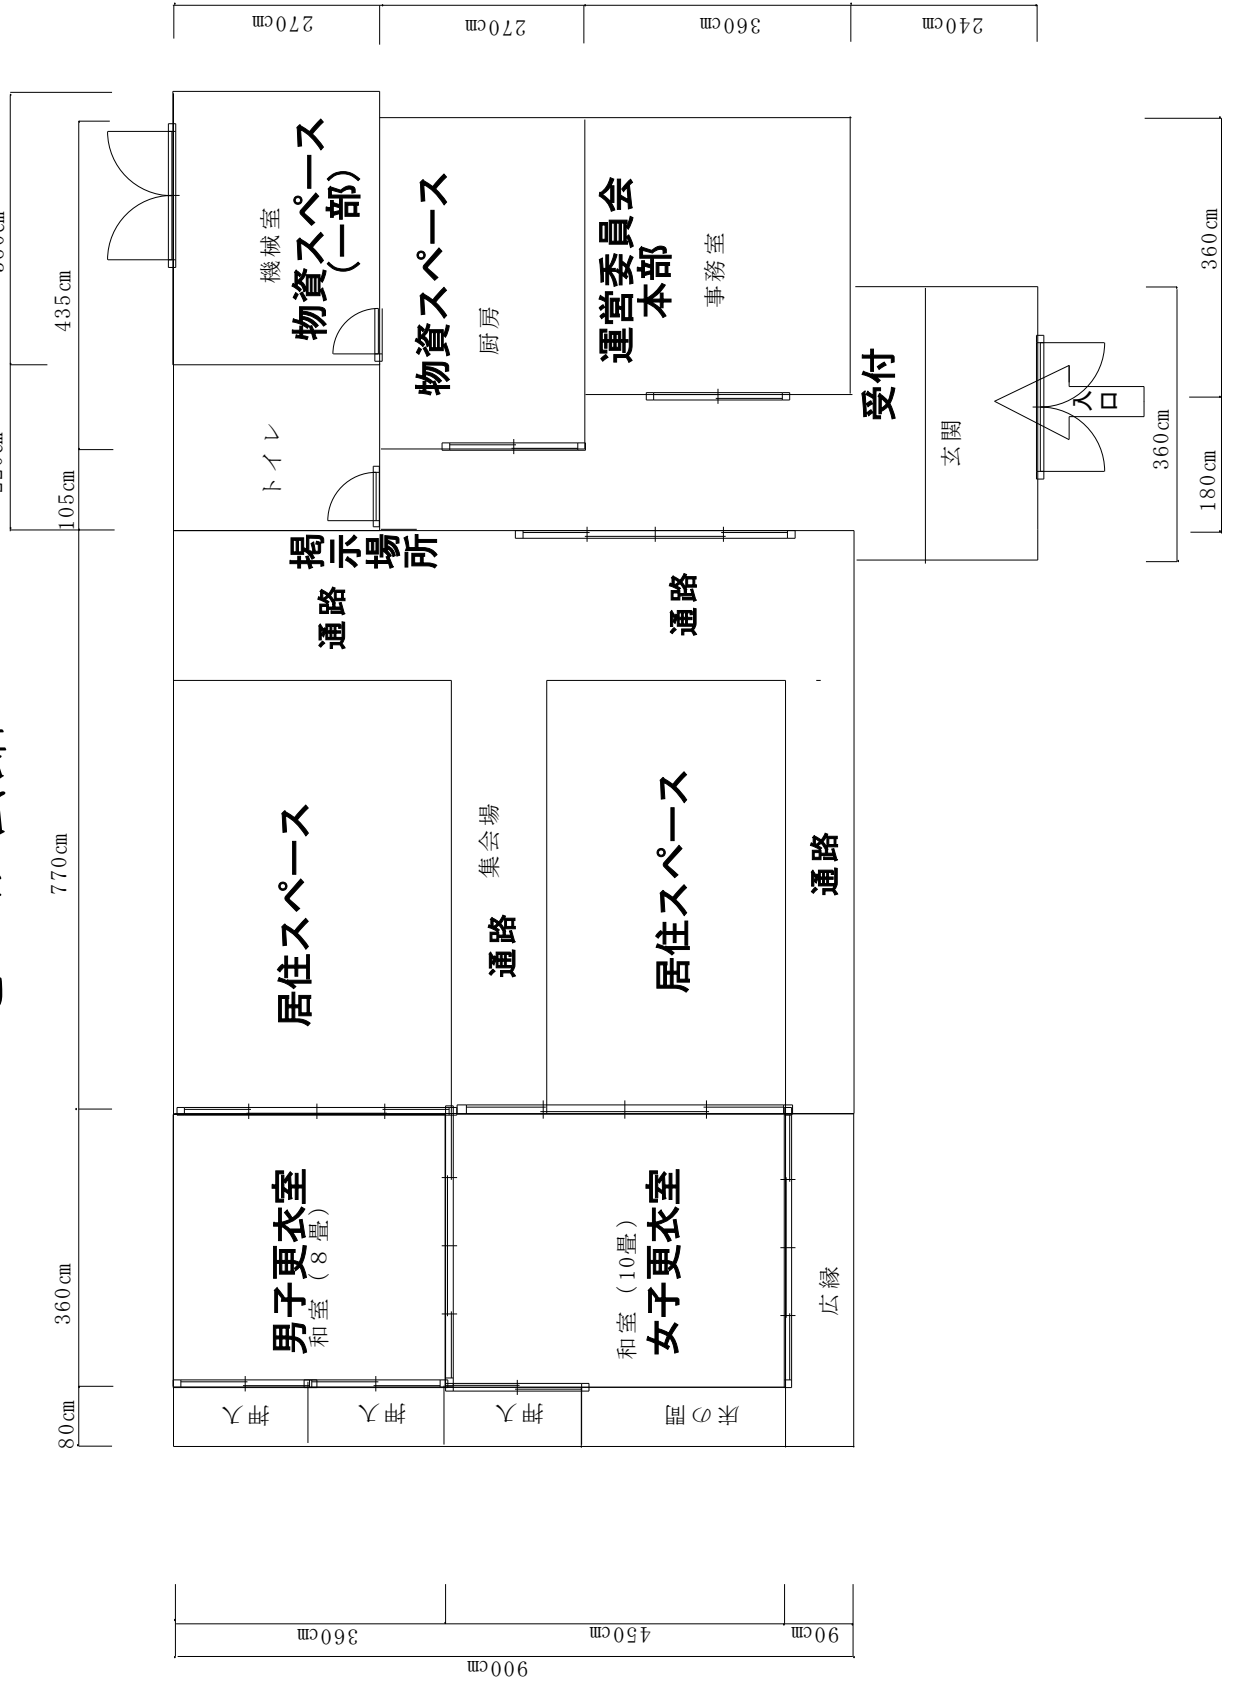 270cm
270cm
360cm
240cm
435cm
105cm
770cm
360cm
80cm
機械室
物資スペース
（一部）
物資スペース
厨房
運営委員会
本部
事務室
受付
玄関
入口
トイレ
掲示場所
通路
通路
居住スペース
集会場
通路
居住スペース
通路
男子更衣室
和室（８畳）
和室（10畳）
女子更衣室
広縁
押入
押入
押入
床の間
360cm
180cm
360cm
360cm
450cm
90cm
900cm